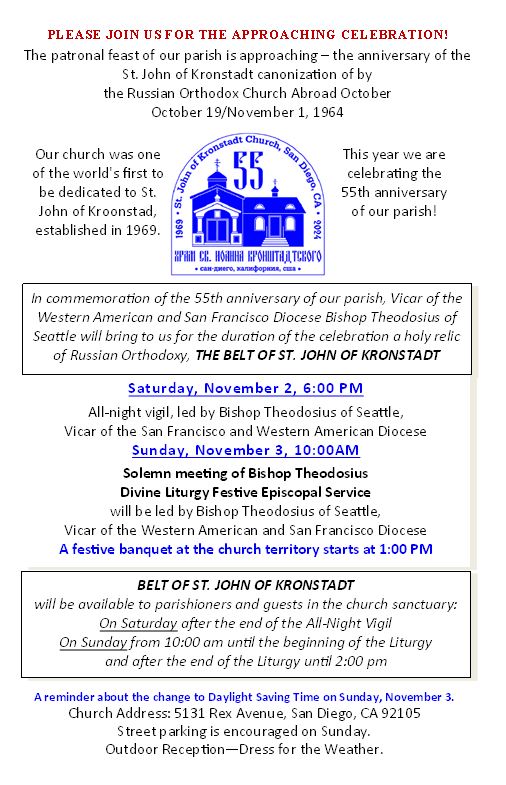 PLEASE JOIN US FOR THE APPROACHING CELEBRATION!
The patronal feast of our parish is approaching – the anniversary of the
St. John of Kronstadt canonization of by
the Russian Orthodox Church Abroad October
October 19/November 1, 1964
Our church was one
of the world's first to
be dedicated to St.
John of Kroonstad,
established in 1969.
1969 • St. John of Kronstadt Church, San Diego, CA • 2024
55
ХРАМ СВ. ИОАННА КРОНШТАДТСКОГО
• сан-диего, калифорния, сша •
This year we are
celebrating the
55th anniversary
of our parish!
In commemoration of the 55th anniversary of our parish, Vicar of the
Western American and San Francisco Diocese Bishop Theodosius of
Seattle will bring to us for the duration of the celebration a holy relic
of Russian Orthodoxy, THE BELT OF ST. JOHN OF KRONSTADT
Saturday, November 2, 6:00 PM
All-night vigil, led by Bishop Theodosius of Seattle,
Vicar of the San Francisco and Western American Diocese
Sunday, November 3, 10:00AM
Solemn meeting of Bishop Theodosius
Divine Liturgy Festive Episcopal Service
will be led by Bishop Theodosius of Seattle,
Vicar of the Western American and San Francisco Diocese
A festive banquet at the church territory starts at 1:00 PM
BELT OF ST. JOHN OF KRONSTADT
will be available to parishioners and guests in the church sanctuary:
On Saturday after the end of the All-Night Vigil
On Sunday from 10:00 am until the beginning of the Liturgy
and after the end of the Liturgy until 2:00 pm
A reminder about the change to Daylight Saving Time on Sunday, November 3.
Church Address: 5131 Rex Avenue, San Diego, CA 92105
Street parking is encouraged on Sunday.
Outdoor Reception—Dress for the Weather.